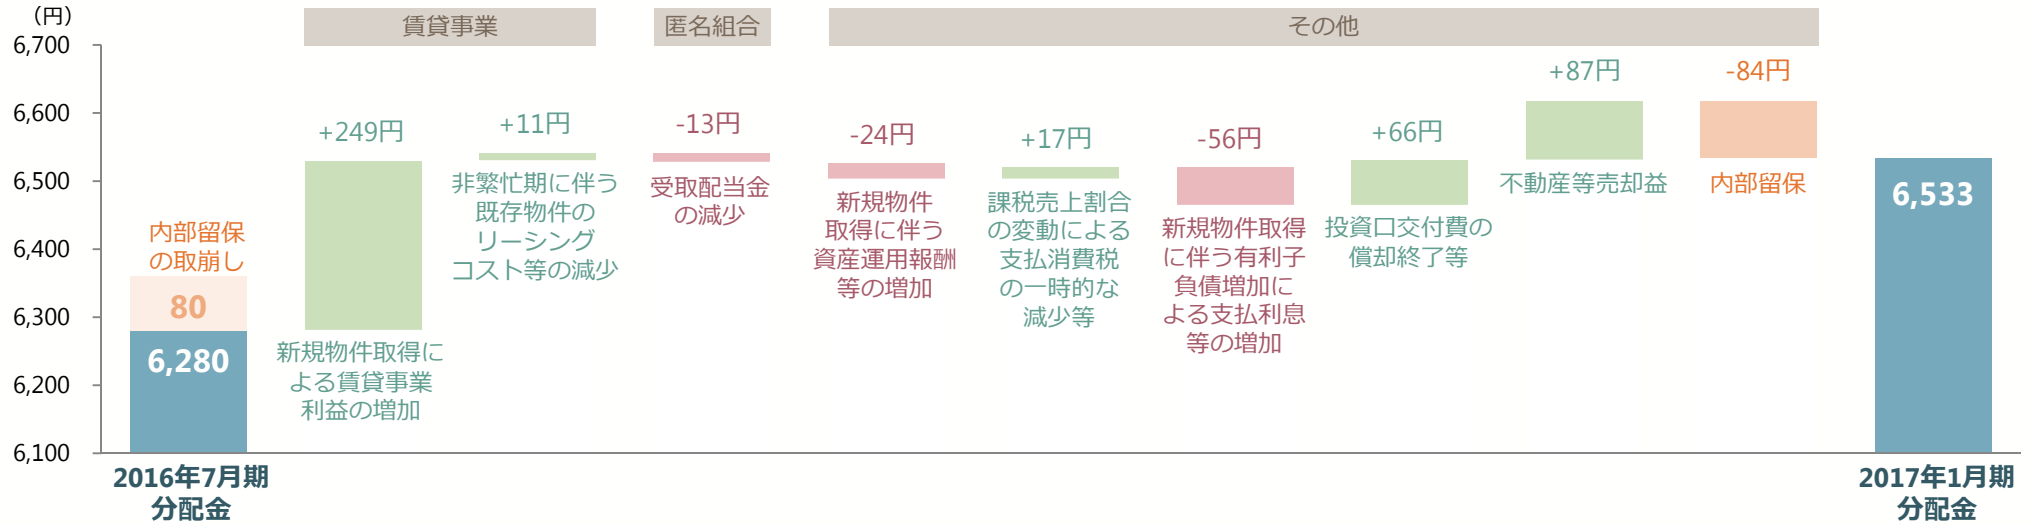 （円）
6,700
6,600
6,500
6,400
6,300
6,200
6,100
賃貸事業
匿名組合
その他
内部留保
の取崩し
80
6,280
2016年7月期
分配金
+249円
新規物件取得に
よる賃貸事業
利益の増加
+11円
非繁忙期に伴う
既存物件の
リーシング
コスト等の減少
-13円
受取配当金
の減少
-24円
新規物件
取得に伴う
資産運用報酬
等の増加
+17円
課税売上割合
の変動による
支払消費税
の一時的な
減少等
-56円
新規物件取得
に伴う有利子
負債増加に
よる支払利息
等の増加
+66円
投資口交付費の
償却終了等
+87円
不動産等売却益
-84円
内部留保
6,533
2017年1月期
分配金